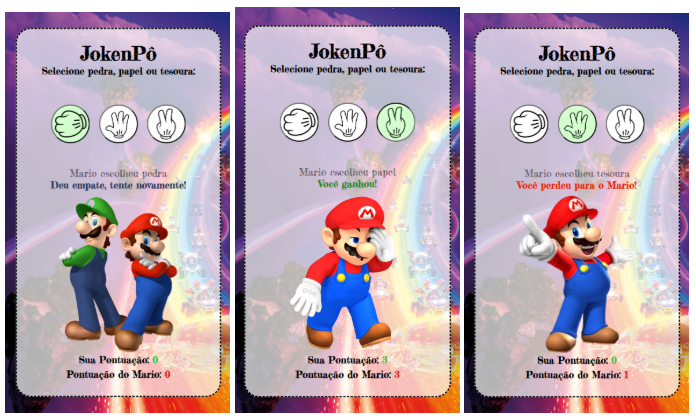 JokenPô
Selecione pedra, papel ou tesoura:
Mario escolheu pedra
Deu empate, tente novamente!
Sua Pontuação: 0
Pontuação do Mario: 0
JokenPô
Selecione pedra, papel ou tesoura:
Mario escolheu papel
Você ganhou!
Sua Pontuação: 3
Pontuação do Mario: 3
JokenPô
Selecione pedra, papel ou tesoura:
Mario escolheu tesoura
Você perdeu para o Mario!
Sua Pontuação: 0
Pontuação do Mario: 1